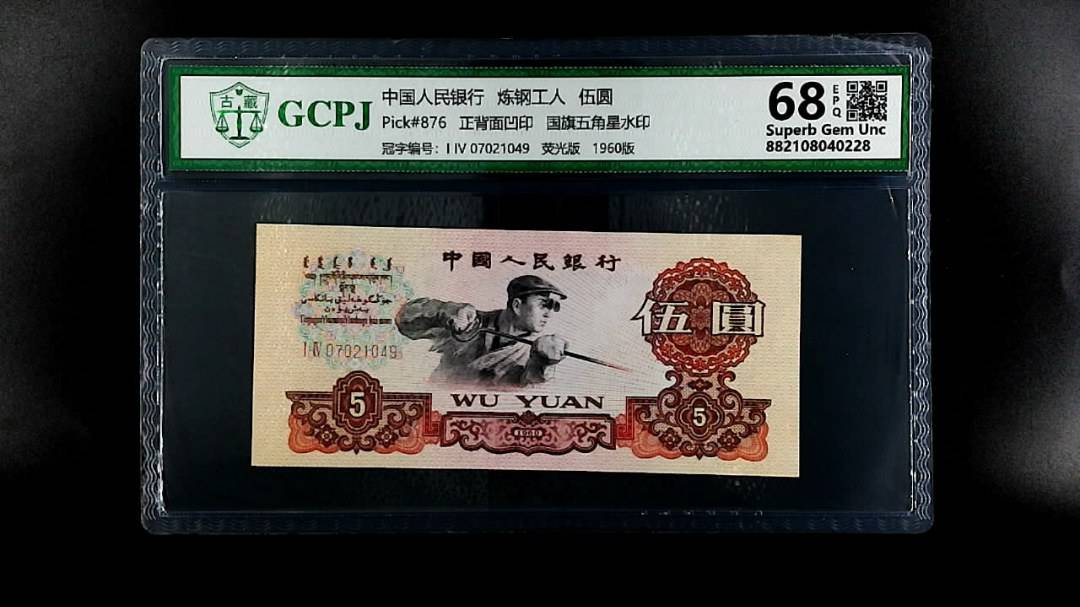 古藏
GCPJ
中国人民银行 炼钢工人 伍圆
Pick#876 正背面凹印 国旗五角星水印
冠字编号：I IV 07021049 荧光版 1960版
68
EPQ
Superb Gem Unc
882108040228
中國人民銀行
伍圓
I IV 07021049
WU YUAN
5
1960
5